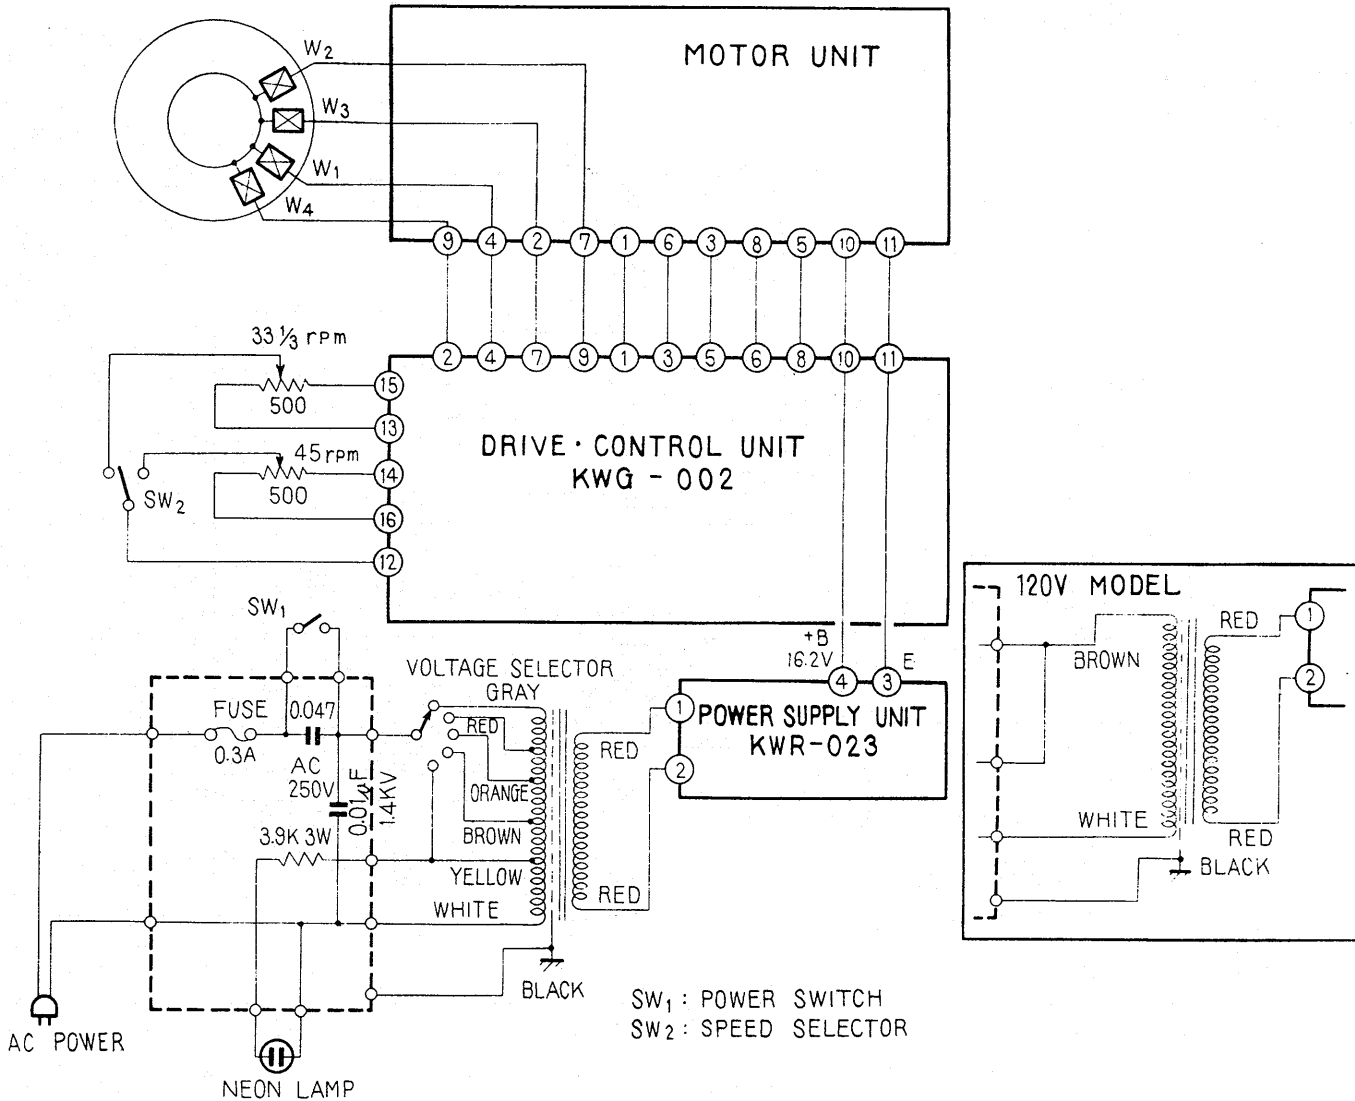 MOTOR UNIT
W2
W3
W1
W4
9 4 2 7 1 6 3 8 5 10 11
2 4 7 9 1 3 5 6 8 10 11
33 1/3 rpm
500
15
13
45 rpm
500
14
16
12
SW2
DRIVE · CONTROL UNIT
KWG - 002
SW1
+B
16.2V
E
4 3
VOLTAGE SELECTOR
GRAY
RED
ORANGE
BROWN
YELLOW
WHITE
FUSE
0.3A
0.047
AC
250V
0.01μF
1.4KV
3.9K 3W
RED
RED
1
2
POWER SUPPLY UNIT
KWR-023
BLACK
AC POWER
NEON LAMP
SW1 : POWER SWITCH
SW2 : SPEED SELECTOR
120V MODEL
BROWN
RED
1
2
WHITE
RED
BLACK